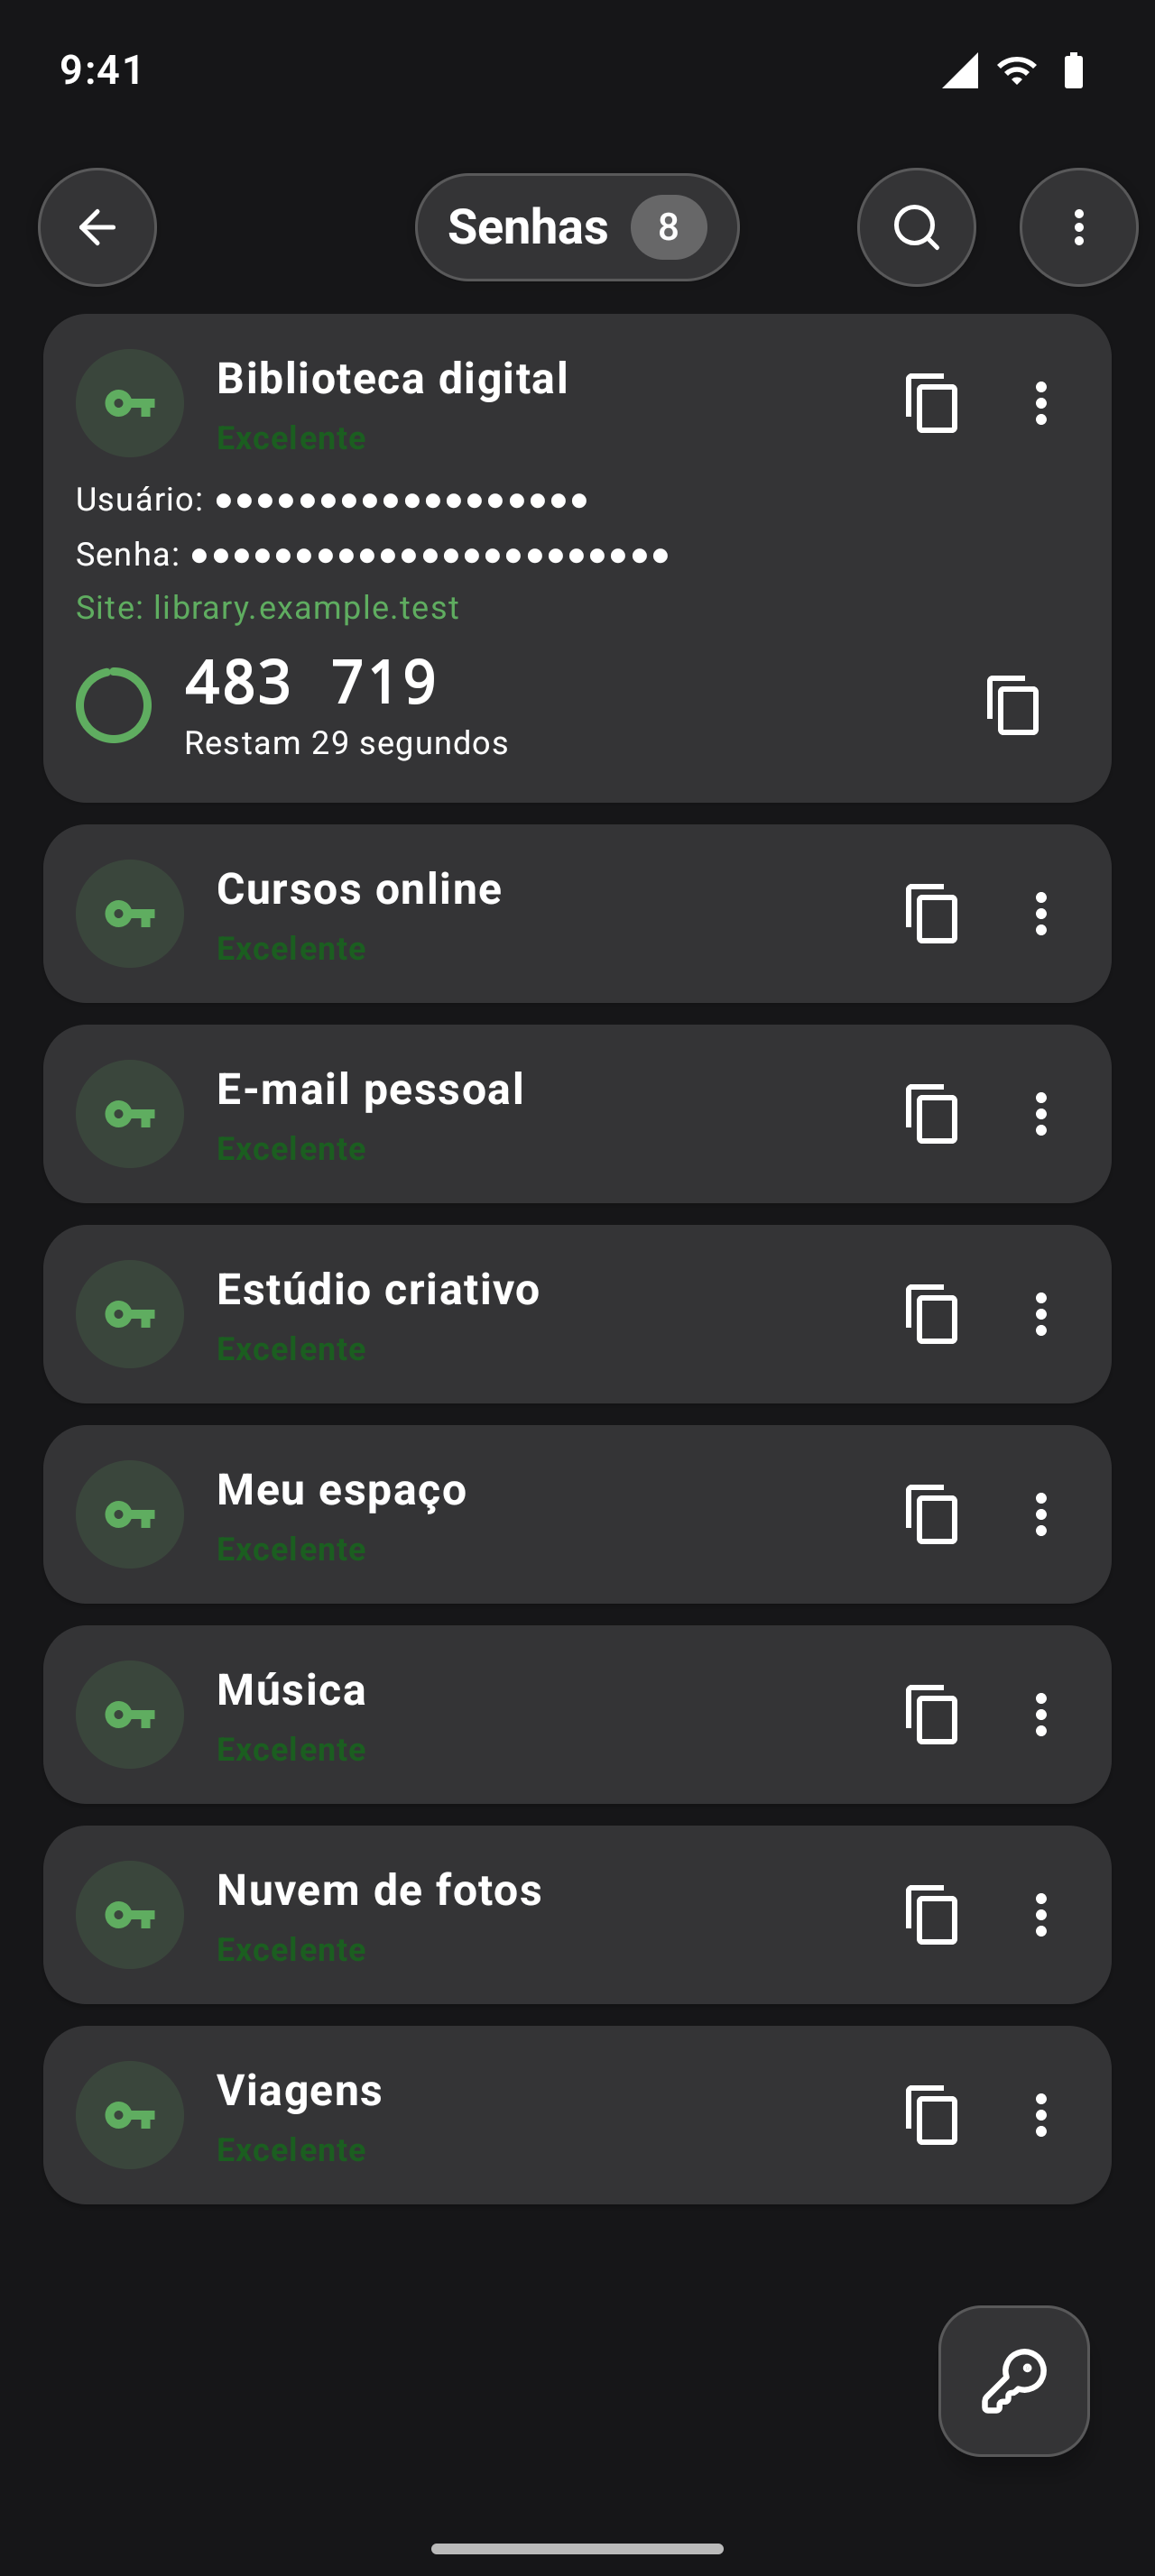 9:41
Senhas 8
Biblioteca digital
Excelente
Usuário: ••••••••••••••••••
Senha: •••••••••••••••••••••••
Site: library.example.test
483 719
Restam 29 segundos
Cursos online
Excelente
E-mail pessoal
Excelente
Estúdio criativo
Excelente
Meu espaço
Excelente
Música
Excelente
Nuvem de fotos
Excelente
Viagens
Excelente